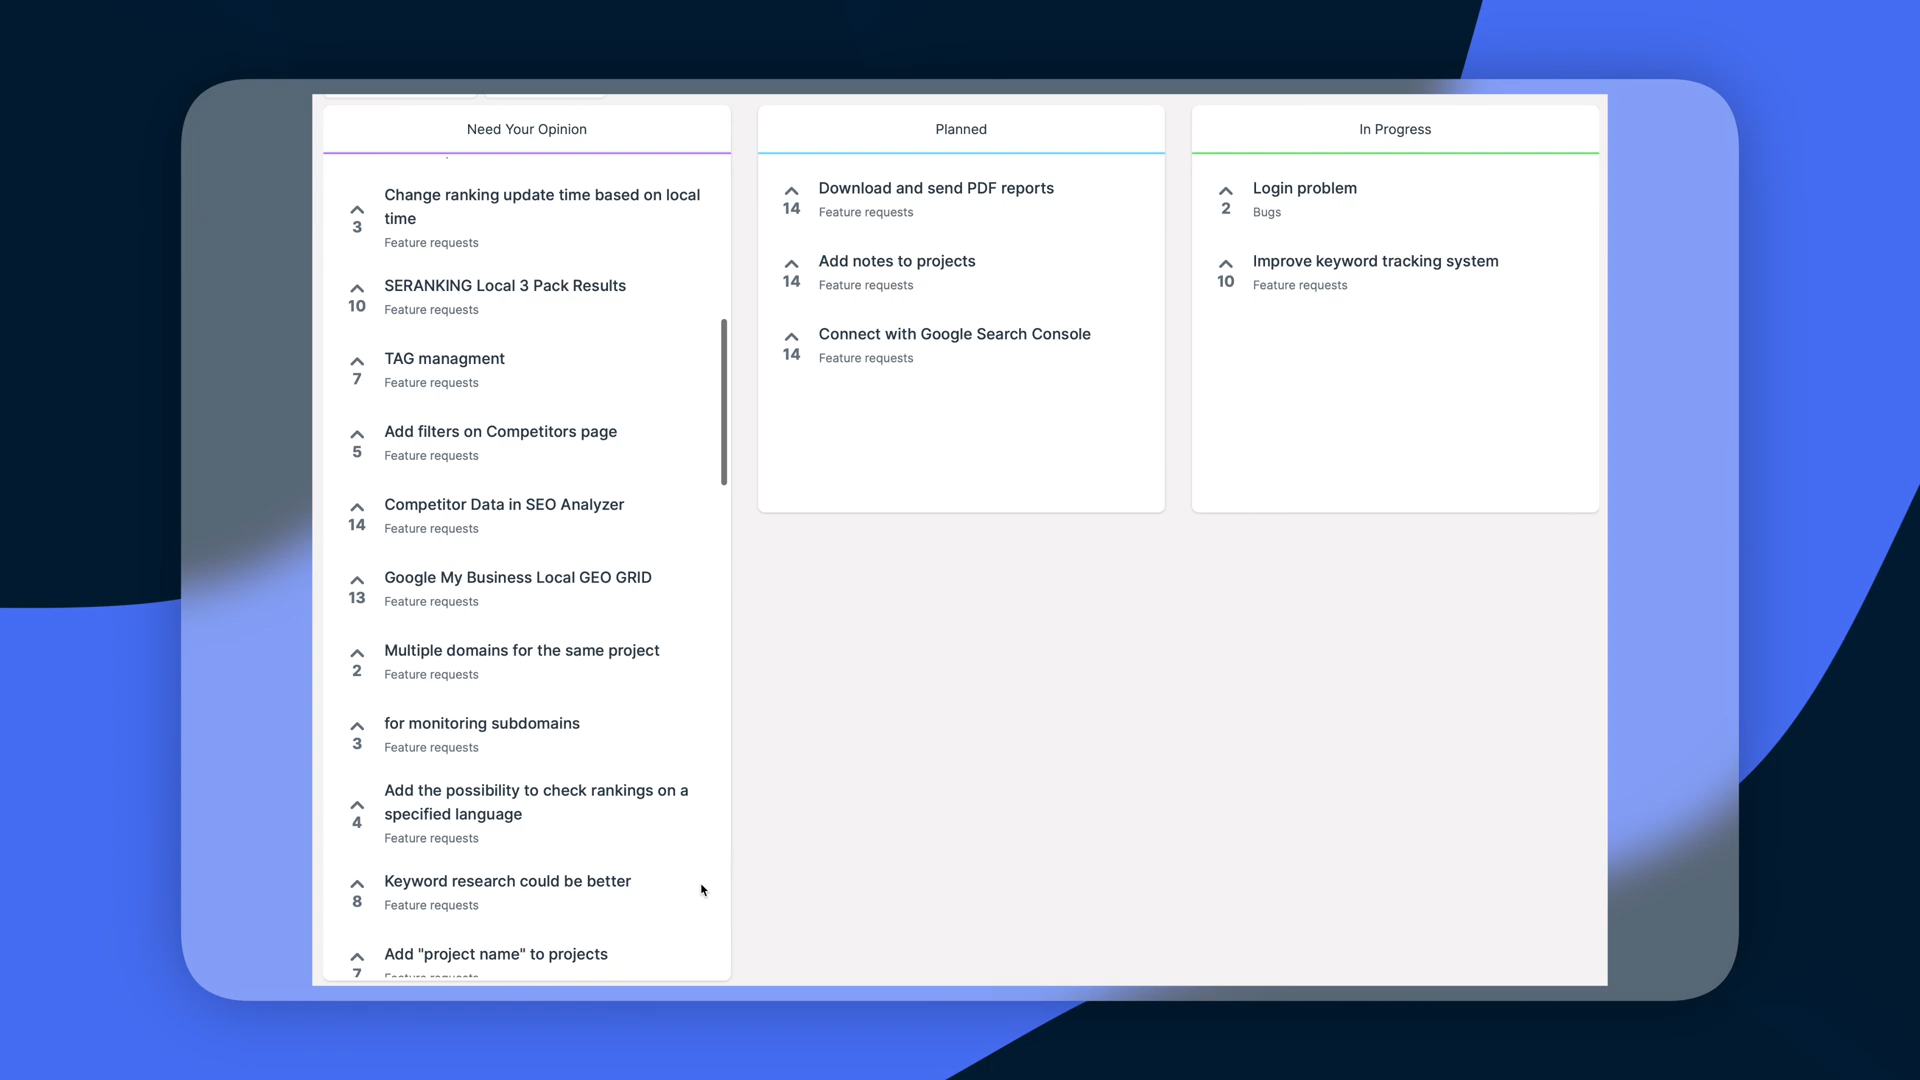 Need Your Opinion
Change ranking update time based on local
time
3
Feature requests
SERANKING Local 3 Pack Results
10
Feature requests
TAG managment
7
Feature requests
Add filters on Competitors page
5
Feature requests
Competitor Data in SEO Analyzer
14
Feature requests
Google My Business Local GEO GRID
13
Feature requests
Multiple domains for the same project
2
Feature requests
for monitoring subdomains
3
Feature requests
Add the possibility to check rankings on a
specified language
4
Feature requests
Keyword research could be better
8
Feature requests
Add "project name" to projects
7
Feature requests
Planned
Download and send PDF reports
14
Feature requests
Add notes to projects
14
Feature requests
Connect with Google Search Console
14
Feature requests
In Progress
Login problem
2
Bugs
Improve keyword tracking system
10
Feature requests